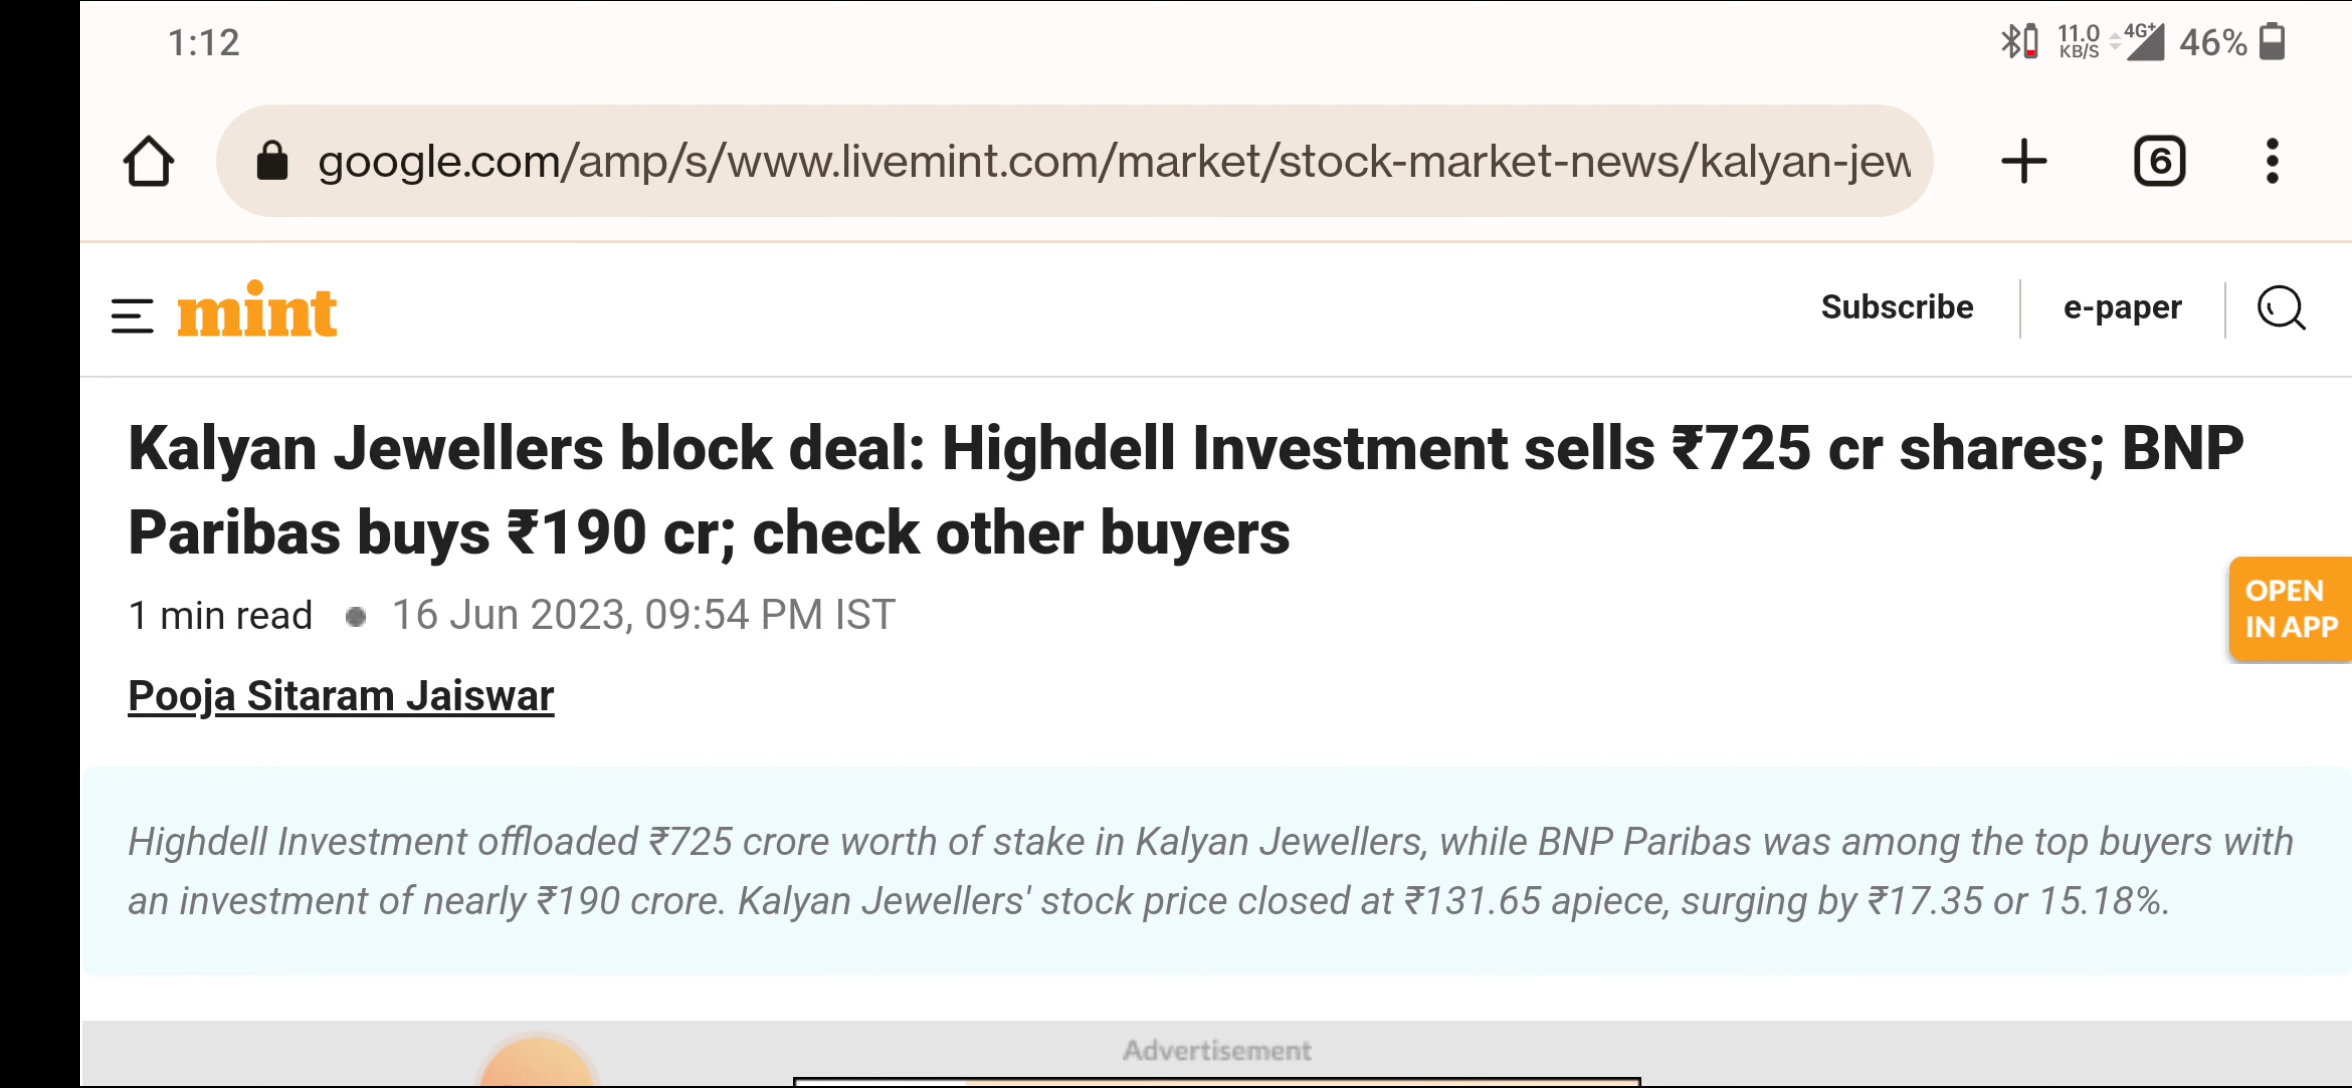 1:12
11.0 KB/S 4G+ 46%
google.com/amp/s/www.livemint.com/market/stock-market-news/kalyan-jew
6
mint
Subscribe
e-paper
Kalyan Jewellers block deal: Highdell Investment sells ₹725 cr shares; BNP
Paribas buys ₹190 cr; check other buyers
1 min read • 16 Jun 2023, 09:54 PM IST
OPEN
IN APP
Pooja Sitaram Jaiswar
Highdell Investment offloaded ₹725 crore worth of stake in Kalyan Jewellers, while BNP Paribas was among the top buyers with
an investment of nearly ₹190 crore. Kalyan Jewellers' stock price closed at ₹131.65 apiece, surging by ₹17.35 or 15.18%.
Advertisement